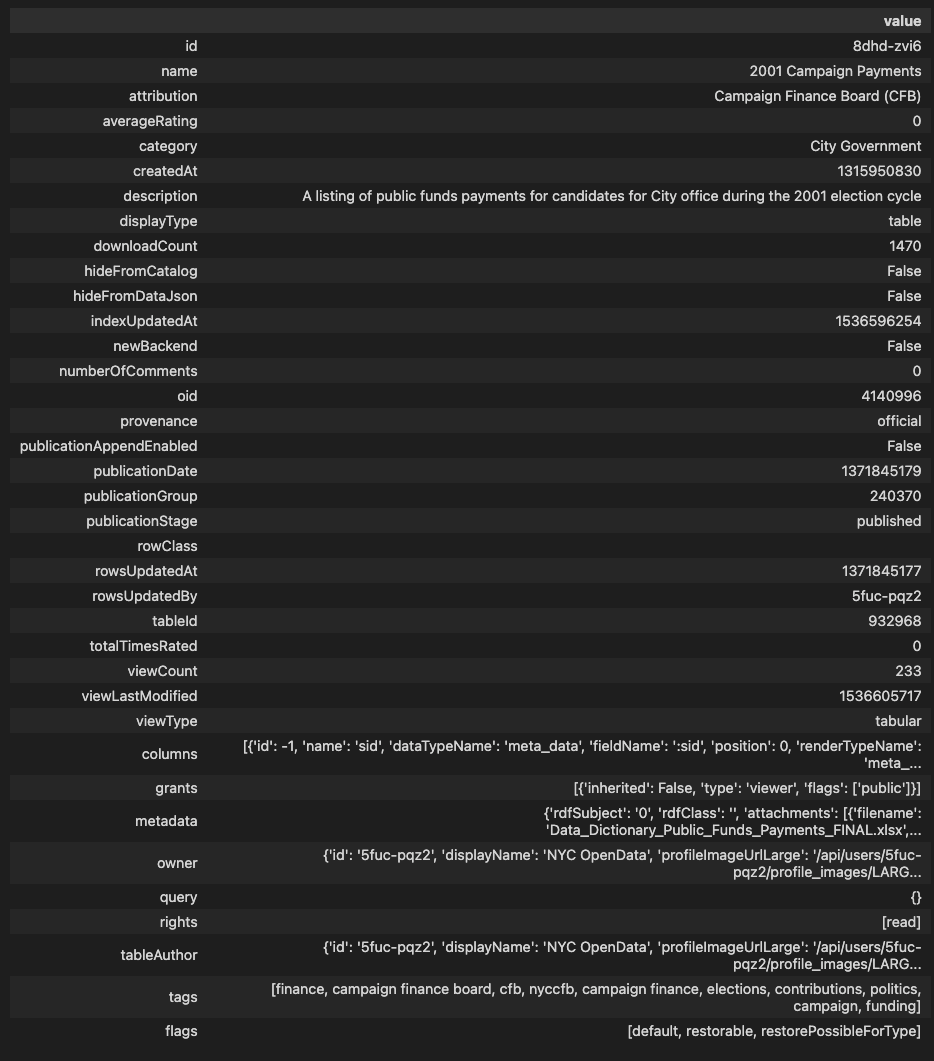 value
id 8dhd-zvi6
name 2001 Campaign Payments
attribution Campaign Finance Board (CFB)
averageRating 0
category City Government
createdAt 1315950830
description A listing of public funds payments for candidates for City office during the 2001 election cycle
displayType table
downloadCount 1470
hideFromCatalog False
hideFromDataJson False
indexUpdatedAt 1536596254
newBackend False
numberOfComments 0
oid 4140996
provenance official
publicationAppendEnabled False
publicationDate 1371845179
publicationGroup 240370
publicationStage published
rowClass
rowsUpdatedAt 1371845177
rowsUpdatedBy 5fuc-pqz2
tableId 932968
totalTimesRated 0
viewCount 233
viewLastModified 1536605717
viewType tabular
columns [{'id': -1, 'name': 'sid', 'dataTypeName': 'meta_data', 'fieldName': ':sid', 'position': 0, 'renderTypeName':
'meta_...
grants [{'inherited': False, 'type': 'viewer', 'flags': ['public']}]
metadata {'rdfSubject': '0', 'rdfClass': '', 'attachments': [{'filename':
'Data_Dictionary_Public_Funds_Payments_FINAL.xlsx',...
owner {'id': '5fuc-pqz2', 'displayName': 'NYC OpenData', 'profileImageUrlLarge': '/api/users/5fuc-
pqz2/profile_images/LARG...
query {}
rights [read]
tableAuthor {'id': '5fuc-pqz2', 'displayName': 'NYC OpenData', 'profileImageUrlLarge': '/api/users/5fuc-
pqz2/profile_images/LARG...
tags [finance, campaign finance board, cfb, nyccfb, campaign finance, elections, contributions, politics,
campaign, funding]
flags [default, restorable, restorePossibleForType]